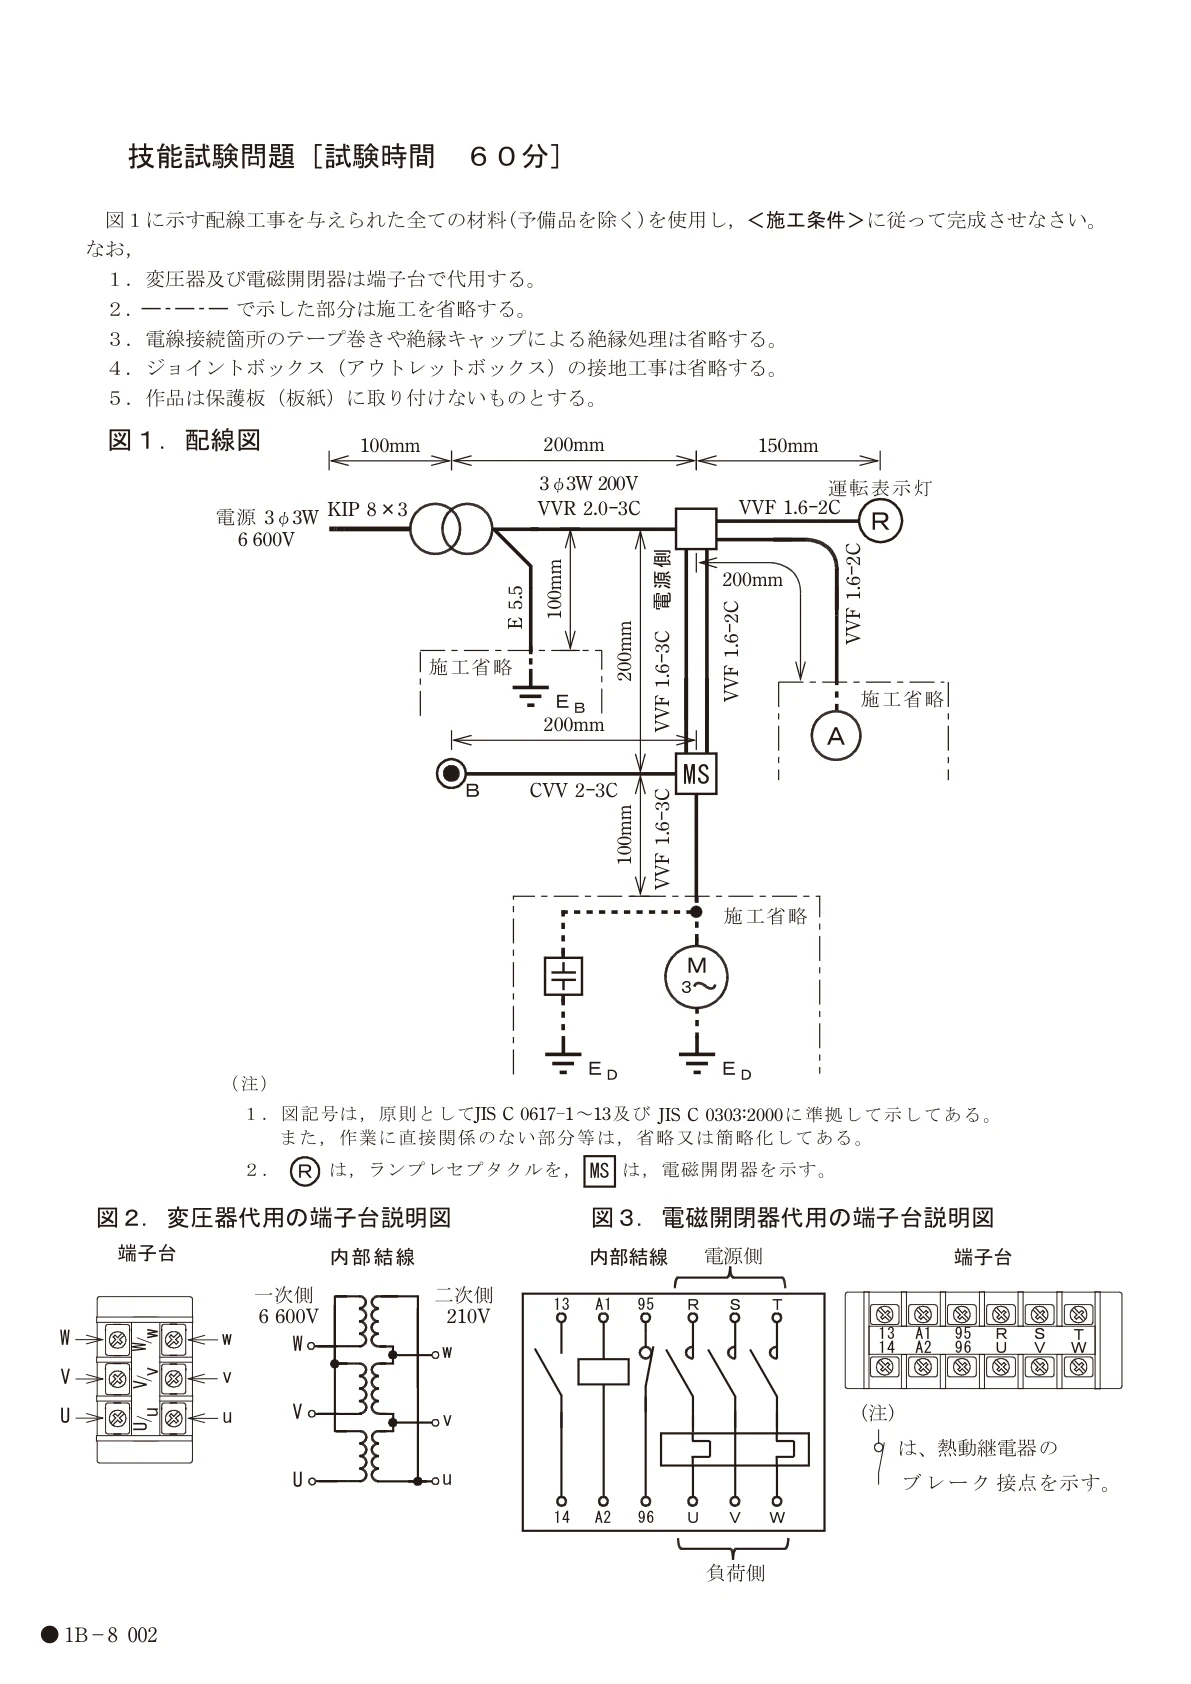 技能試験問題［試験時間　６０分］
図１に示す配線工事を与えられた全ての材料(予備品を除く)を使用し，＜施工条件＞に従って完成させなさい。
なお，
１．変圧器及び電磁開閉器は端子台で代用する。
２．―‐―‐― で示した部分は施工を省略する。
３．電線接続箇所のテープ巻きや絶縁キャップによる絶縁処理は省略する。
４．ジョイントボックス（アウトレットボックス）の接地工事は省略する。
５．作品は保護板（板紙）に取り付けないものとする。
図１．配線図
100mm
200mm
150mm
電源 3φ3W
6 600V
KIP 8×3
3φ3W 200V
VVR 2.0-3C
VVF 1.6-2C
運転表示灯
R
E 5.5
100mm
200mm
電源側
VVF 1.6-3C
VVF 1.6-2C
200mm
VVF 1.6-2C
施工省略
EB
施工省略
A
200mm
B
CVV 2-3C
MS
100mm
VVF 1.6-3C
施工省略
M
3～
ED
ED
（注）
１．図記号は，原則としてJIS C 0617-1～13及び JIS C 0303:2000に準拠して示してある。
また，作業に直接関係のない部分等は，省略又は簡略化してある。
２． R は，ランプレセプタクルを， MS は，電磁開閉器を示す。
図２．変圧器代用の端子台説明図
図３．電磁開閉器代用の端子台説明図
端子台
内部結線
一次側
6 600V
二次側
210V
W
V
U
W/w
V/v
U/u
w
v
u
W
V
U
w
v
u
内部結線
電源側
13 A1 95 R S T
14 A2 96 U V W
負荷側
端子台
13 A1 95 R S T
14 A2 96 U V W
（注）
は、熱動継電器の
ブレーク接点を示す。
●1B-8 002